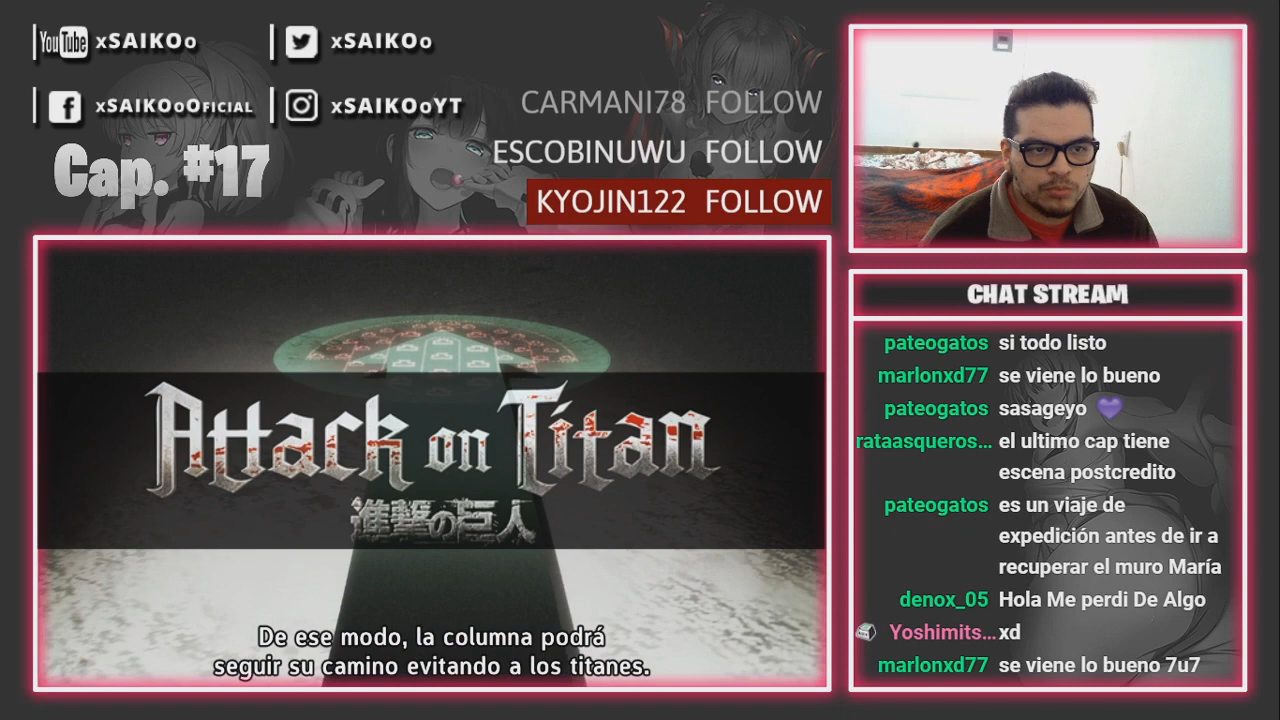 YouTube xSAIKOo
xSAIKOo
xSAIKOoOFICIAL
xSAIKOoYT
Cap. #17
CARMANI78 FOLLOW
ESCOBINUWU FOLLOW
KYOJIN122 FOLLOW
Attack on Titan
進撃の巨人
De ese modo, la columna podrá
seguir su camino evitando a los titanes.
CHAT STREAM
pateogatos si todo listo
marlonxd77 se viene lo bueno
pateogatos sasageyo
rataasqueros... el ultimo cap tiene
escena postcredito
pateogatos es un viaje de
expedición antes de ir a
recuperar el muro María
denox_05 Hola Me perdi De Algo
Yoshimits... xd
marlonxd77 se viene lo bueno 7u7